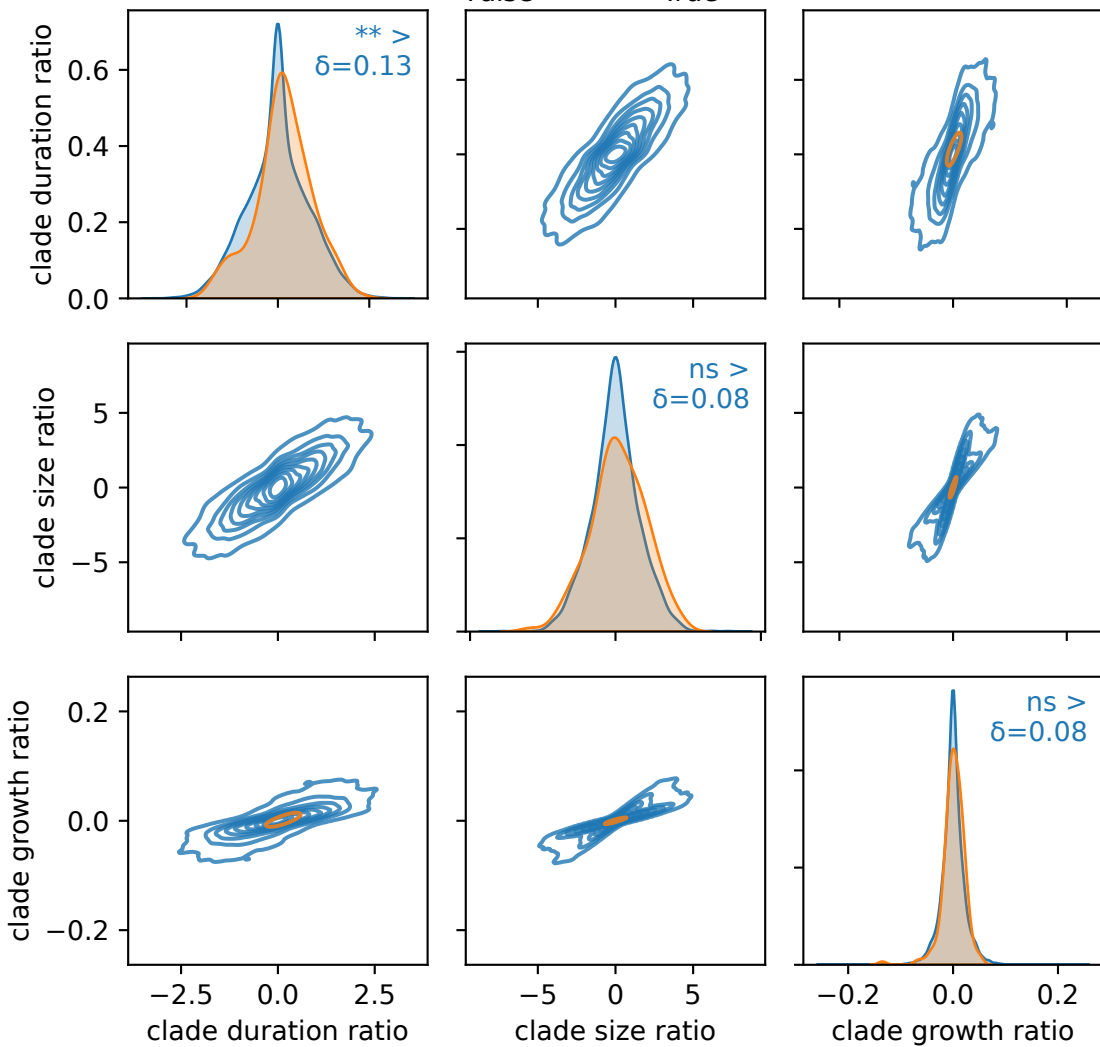 ** >
δ=0.13
clade duration ratio
0.6
0.4
0.2
0.0
ns >
δ=0.08
clade size ratio
5
0
−5
ns >
δ=0.08
clade growth ratio
0.2
0.0
−0.2
−2.5 0.0 2.5
−5 0 5
−0.2 0.0 0.2
clade duration ratio
clade size ratio
clade growth ratio